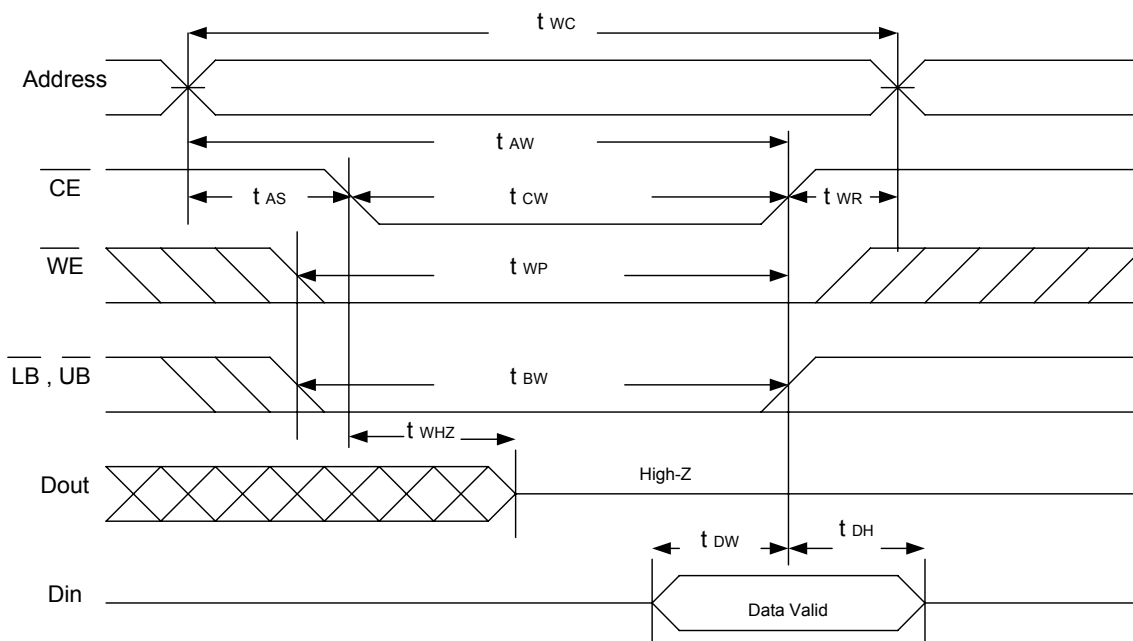 t WC
Address
t AW
CE
t AS
t CW
t WR
WE
t WP
LB , UB
t BW
t WHZ
Dout
High-Z
t DW
t DH
Din
Data Valid